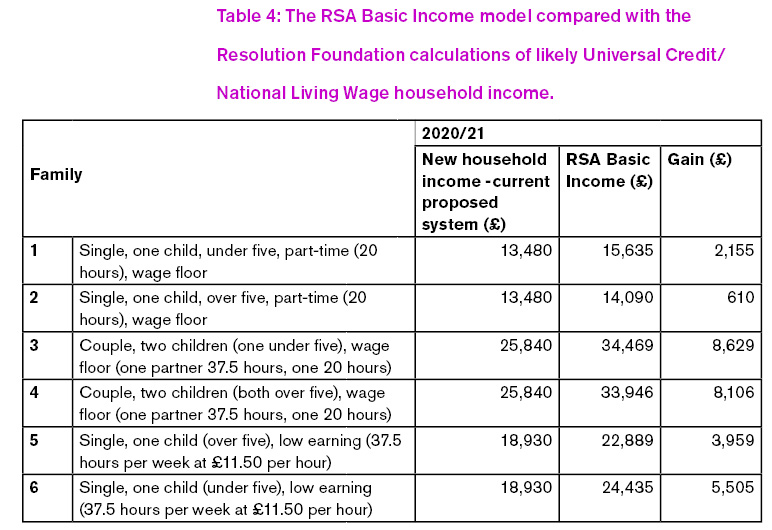 Table 4: The RSA Basic Income model compared with the
Resolution Foundation calculations of likely Universal Credit/
National Living Wage household income.
2020/21
Family
New household
income -current
proposed
system (£)
RSA Basic
Income (£)
Gain (£)
1 Single, one child, under five, part-time (20
hours), wage floor
13,480 15,635 2,155
2 Single, one child, over five, part-time (20
hours), wage floor
13,480 14,090 610
3 Couple, two children (one under five), wage
floor (one partner 37.5 hours, one 20 hours)
25,840 34,469 8,629
4 Couple, two children (both over five), wage
floor (one partner 37.5 hours, one 20 hours)
25,840 33,946 8,106
5 Single, one child (over five), low earning (37.5
hours per week at £11.50 per hour)
18,930 22,889 3,959
6 Single, one child (under five), low earning
(37.5 hours per week at £11.50 per hour)
18,930 24,435 5,505